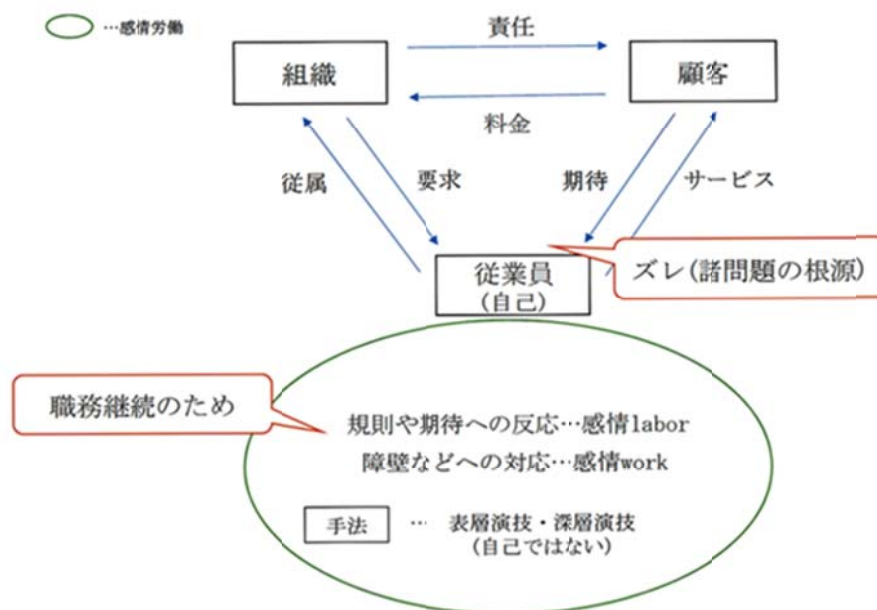 …感情労働
責任
組織
顧客
料金
従属
要求
期待
サービス
従業員
(自己)
ズレ(諸問題の根源)
職務継続のため
規則や期待への反応…感情labor
障壁などへの対応…感情work
手法 … 表層演技・深層演技
(自己ではない)